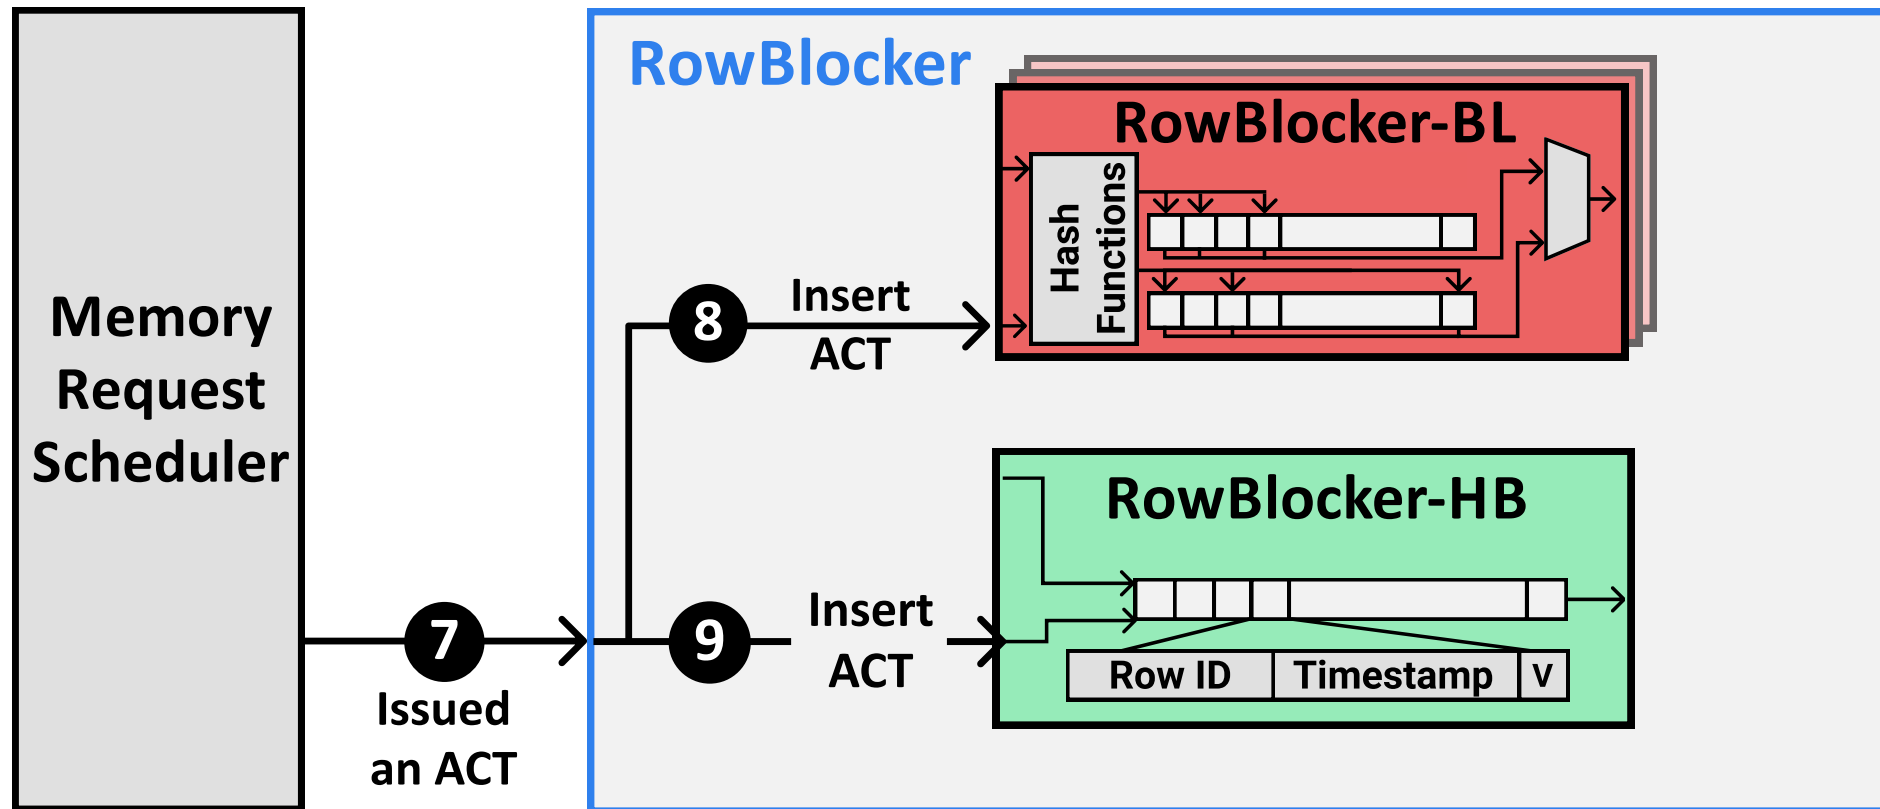 Memory
Request
Scheduler
7
Issued
an ACT
RowBlocker
8
Insert
ACT
RowBlocker-BL
Hash
Functions
9
Insert
ACT
RowBlocker-HB
Row ID
Timestamp
V